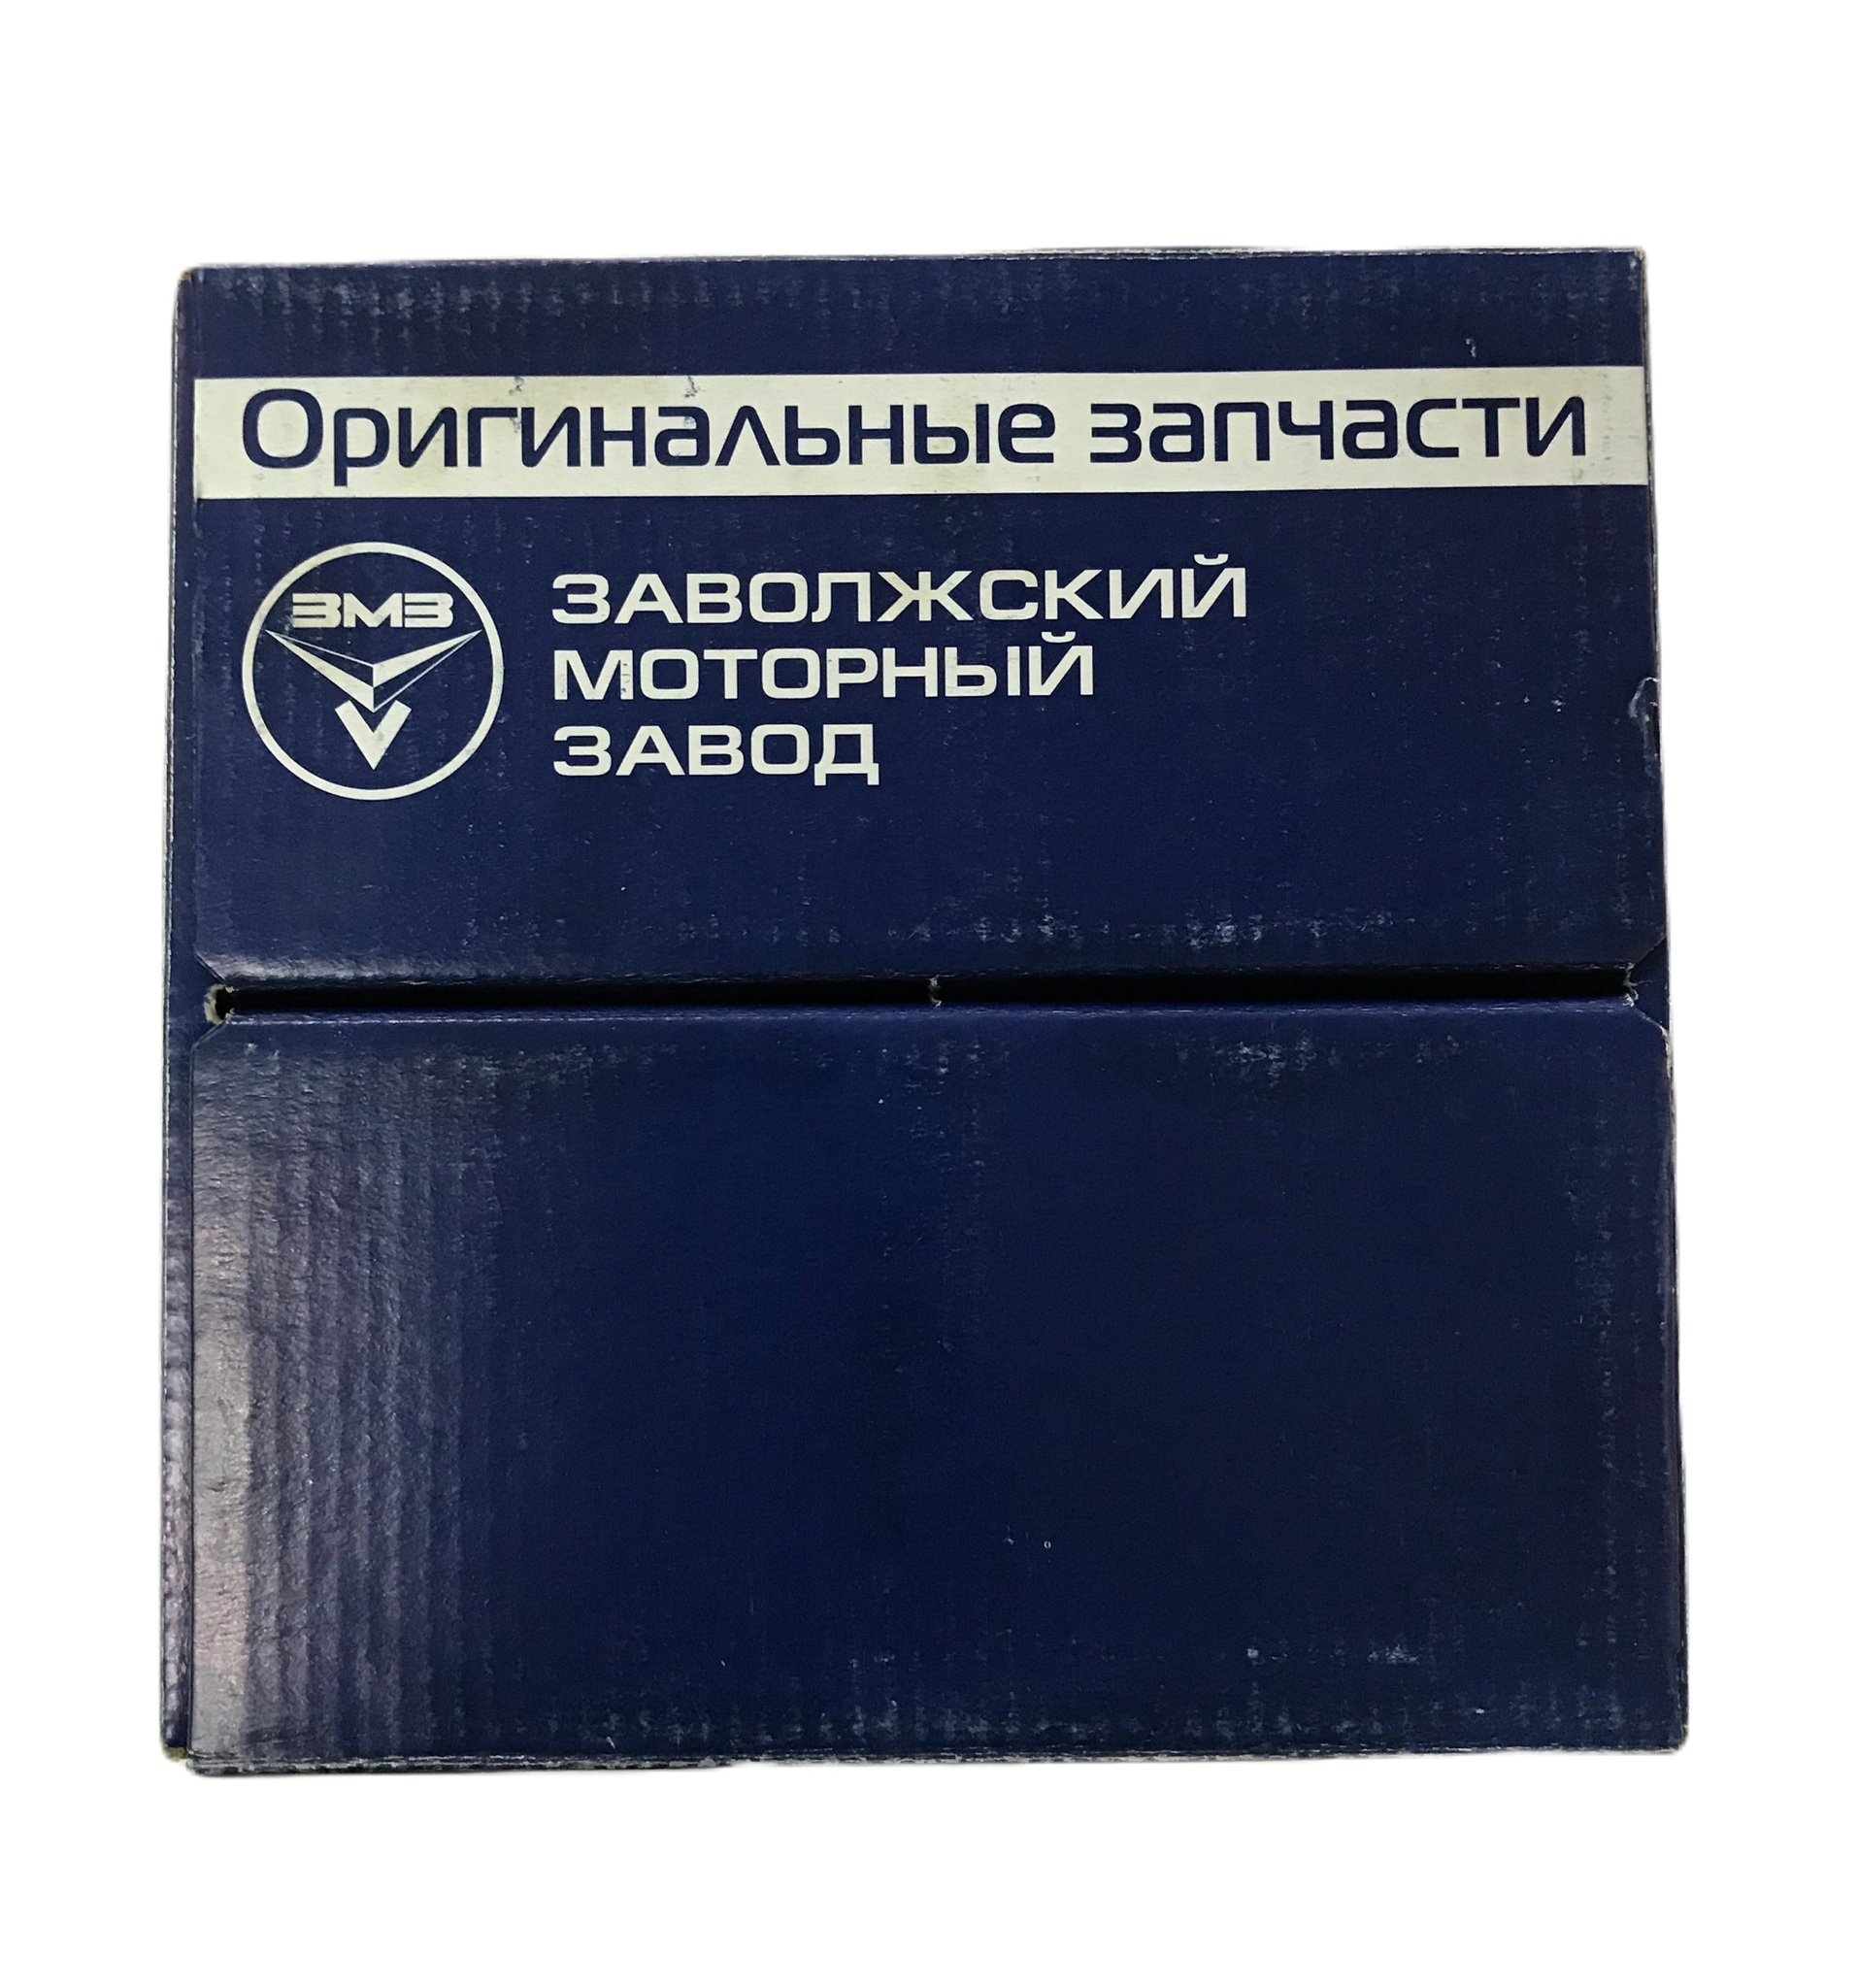 Оригинальные запчасти
ЗМЗ
ЗАВОЛЖСКИЙ
МОТОРНЫЙ
ЗАВОД